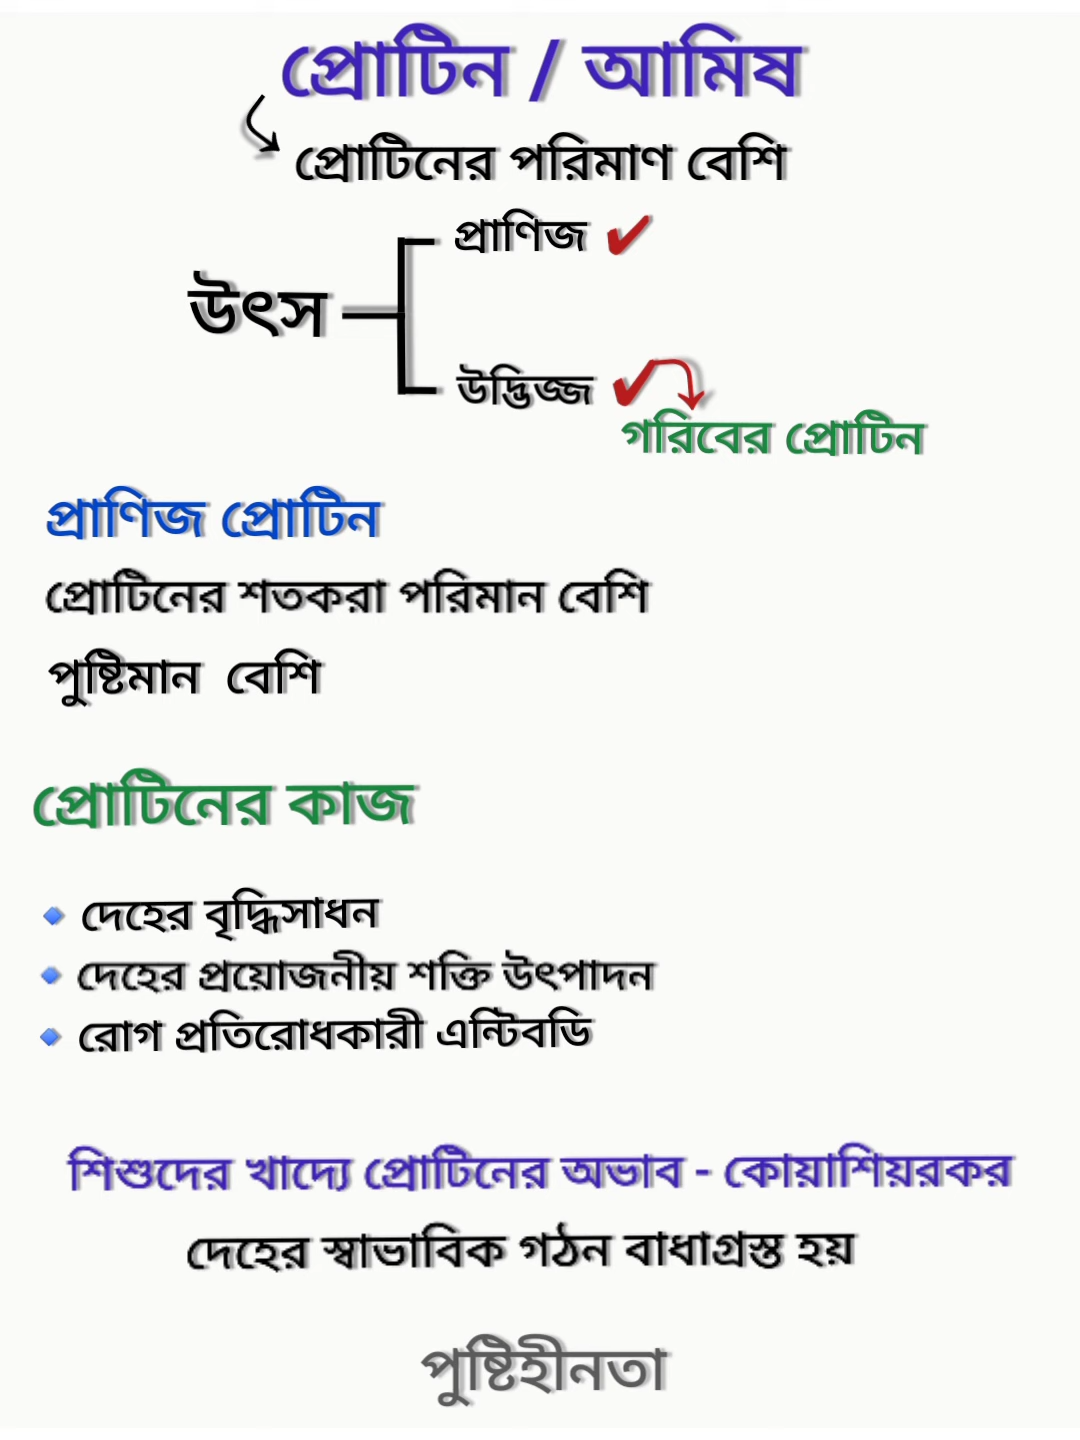 প্রোটিন / আমিষ
প্রোটিনের পরিমাণ বেশি
প্রাণিজ
উৎস
উদ্ভিজ্জ
গরিবের প্রোটিন
প্রাণিজ প্রোটিন
প্রোটিনের শতকরা পরিমান বেশি
পুষ্টিমান বেশি
প্রোটিনের কাজ
দেহের বৃদ্ধিসাধন
দেহের প্রয়োজনীয় শক্তি উৎপাদন
রোগ প্রতিরোধকারী এন্টিবডি
শিশুদের খাদ্যে প্রোটিনের অভাব - কোয়াশিয়রকর
দেহের স্বাভাবিক গঠন বাধাগ্রস্ত হয়
পুষ্টিহীনতা